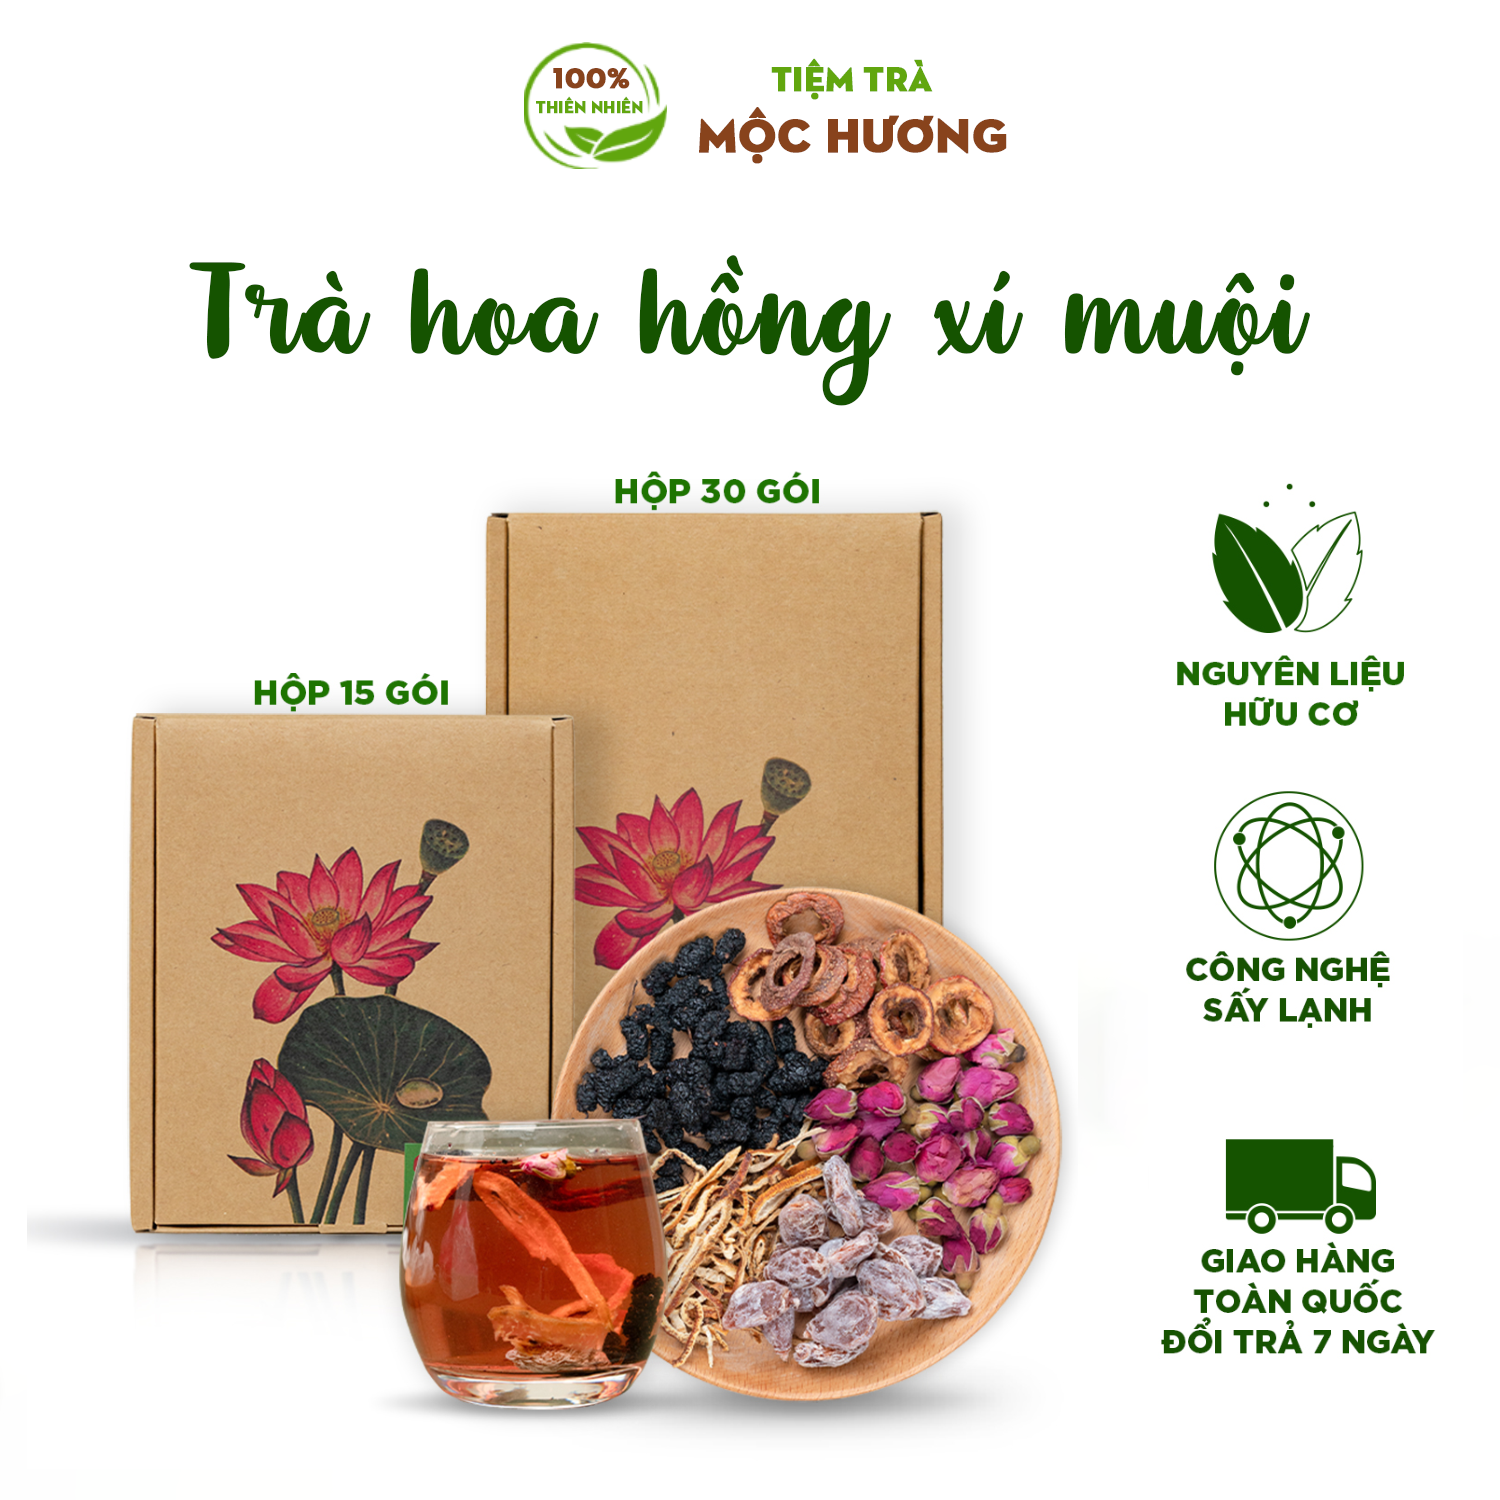 100%
THIÊN NHIÊN
TIỆM TRÀ
MỘC HƯƠNG
Trà hoa hồng xí muội
HỘP 30 GÓI
HỘP 15 GÓI
NGUYÊN LIỆU
HỮU CƠ
CÔNG NGHỆ
SẤY LẠNH
GIAO HÀNG
TOÀN QUỐC
ĐỔI TRẢ 7 NGÀY